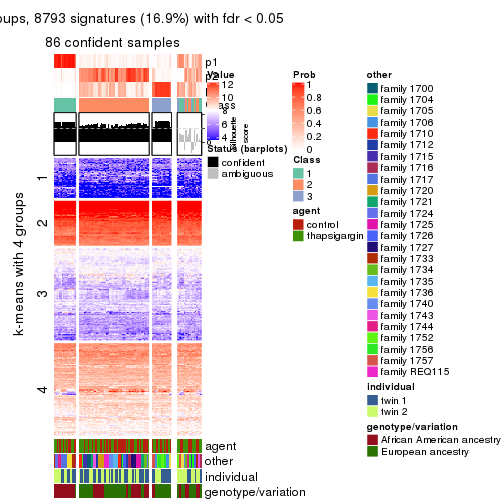 oups, 8793 signatures (16.9%) with fdr < 0.05
86 confident samples
p1
p2
Class
silhouette
score
1
2
3
4
k-means with 4 groups
agent
other
individual
genotype/variation
Value
12
10
8
6
4
Status (barplots)
confident
ambiguous
Prob
1
0.8
0.6
0.4
0.2
0
Class
1
2
3
agent
control
thapsigargin
other
family 1700
family 1704
family 1705
family 1706
family 1710
family 1712
family 1715
family 1716
family 1717
family 1720
family 1721
family 1724
family 1725
family 1726
family 1727
family 1733
family 1734
family 1735
family 1736
family 1740
family 1743
family 1744
family 1752
family 1756
family 1757
family REQ115
individual
twin 1
twin 2
genotype/variation
African American ancestry
European ancestry